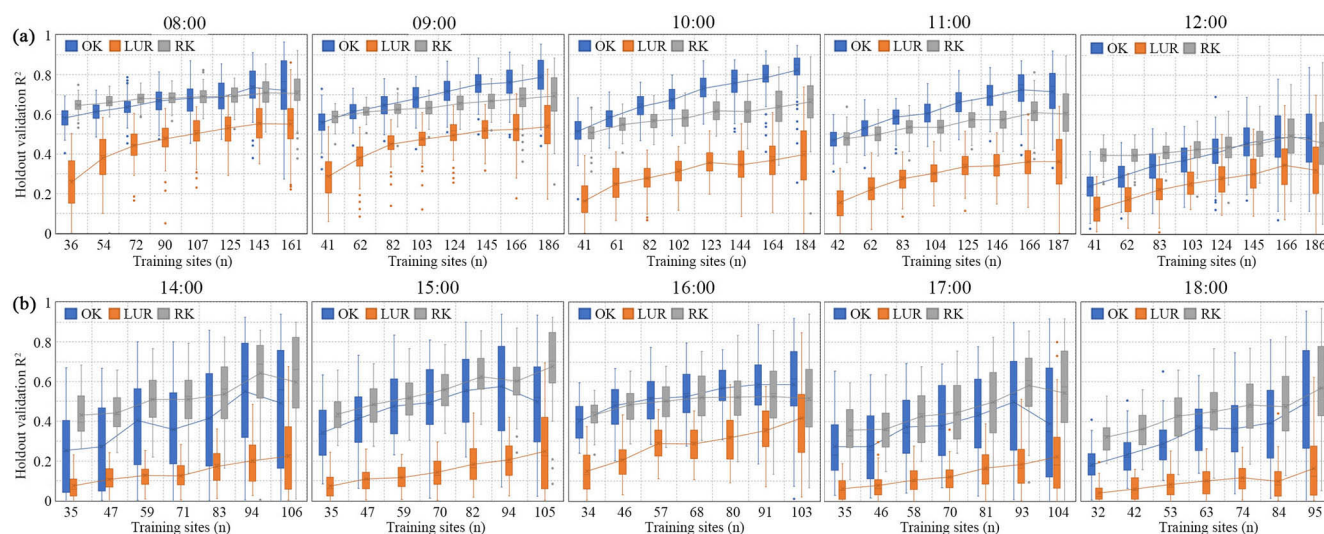 08:00 09:00 10:00 11:00 12:00
(a)
Holdout validation R²
1
0.8
0.6
0.4
0.2
0
OK LUR RK
OK LUR RK
OK LUR RK
OK LUR RK
OK LUR RK
36 54 72 90 107 125 143 161
41 62 82 103 124 145 166 186
41 61 82 102 123 144 164 184
42 62 83 104 125 146 166 187
41 62 83 103 124 145 166 186
Training sites (n) Training sites (n) Training sites (n) Training sites (n) Training sites (n)
14:00 15:00 16:00 17:00 18:00
(b)
Holdout validation R²
1
0.8
0.6
0.4
0.2
0
OK LUR RK
OK LUR RK
OK LUR RK
OK LUR RK
OK LUR RK
35 47 59 71 83 94 106
35 47 59 70 82 94 105
34 46 57 68 80 91 103
35 46 58 70 81 93 104
32 42 53 63 74 84 95
Training sites (n) Training sites (n) Training sites (n) Training sites (n) Training sites (n)